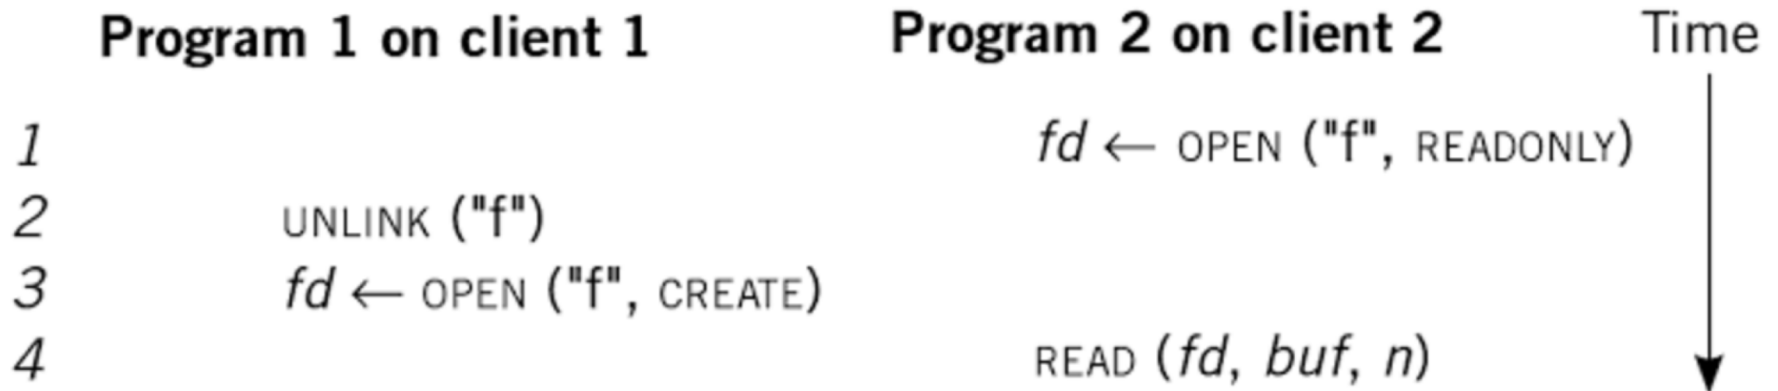 Program 1 on client 1 Program 2 on client 2 Time
1 fd ← OPEN ("f", READONLY)
2 UNLINK ("f")
3 fd ← OPEN ("f", CREATE)
4 READ (fd, buf, n)